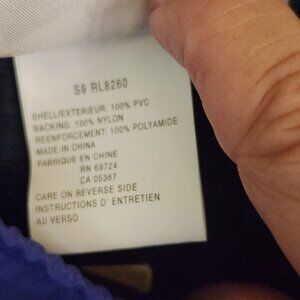 S9 RL8260
SHELL/EXTERIEUR: 100% PVC
BACKING: 100% NYLON
REENFORCEMENT: 100% POLYAMIDE
MADE IN CHINA
FABRIQUE EN CHINE
RN 69724
CA 05367
CARE ON REVERSE SIDE
INSTRUCTIONS D' ENTRETIEN
AU VERSO